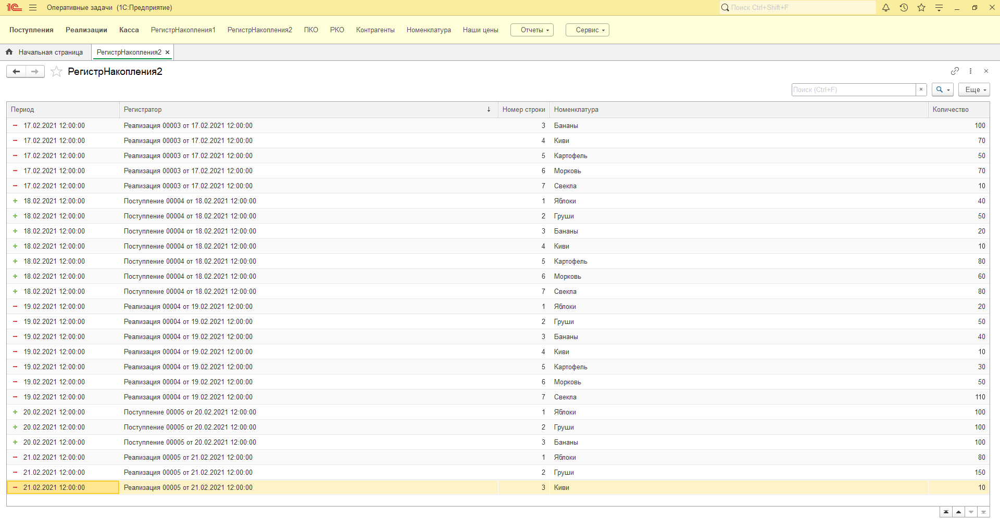 1С Оперативные задачи (1С:Предприятие) Поиск Ctrl+Shift+F
Поступления Реализации Касса РегистрНакопления1 РегистрНакопления2 ПКО РКО Контрагенты Номенклатура Наши цены Отчеты Сервис
Начальная страница РегистрНакопления2
РегистрНакопления2
Поиск (Ctrl+F) Еще
Период Регистратор Номер строки Номенклатура Количество
17.02.2021 12:00:00 Реализация 00003 от 17.02.2021 12:00:00 3 Бананы 100
17.02.2021 12:00:00 Реализация 00003 от 17.02.2021 12:00:00 4 Киви 70
17.02.2021 12:00:00 Реализация 00003 от 17.02.2021 12:00:00 5 Картофель 50
17.02.2021 12:00:00 Реализация 00003 от 17.02.2021 12:00:00 6 Морковь 70
17.02.2021 12:00:00 Реализация 00003 от 17.02.2021 12:00:00 7 Свекла 10
18.02.2021 12:00:00 Поступление 00004 от 18.02.2021 12:00:00 1 Яблоки 40
18.02.2021 12:00:00 Поступление 00004 от 18.02.2021 12:00:00 2 Груши 50
18.02.2021 12:00:00 Поступление 00004 от 18.02.2021 12:00:00 3 Бананы 20
18.02.2021 12:00:00 Поступление 00004 от 18.02.2021 12:00:00 4 Киви 10
18.02.2021 12:00:00 Поступление 00004 от 18.02.2021 12:00:00 5 Картофель 80
18.02.2021 12:00:00 Поступление 00004 от 18.02.2021 12:00:00 6 Морковь 60
18.02.2021 12:00:00 Поступление 00004 от 18.02.2021 12:00:00 7 Свекла 80
19.02.2021 12:00:00 Реализация 00004 от 19.02.2021 12:00:00 1 Яблоки 20
19.02.2021 12:00:00 Реализация 00004 от 19.02.2021 12:00:00 2 Груши 50
19.02.2021 12:00:00 Реализация 00004 от 19.02.2021 12:00:00 3 Бананы 40
19.02.2021 12:00:00 Реализация 00004 от 19.02.2021 12:00:00 4 Киви 10
19.02.2021 12:00:00 Реализация 00004 от 19.02.2021 12:00:00 5 Картофель 30
19.02.2021 12:00:00 Реализация 00004 от 19.02.2021 12:00:00 6 Морковь 50
19.02.2021 12:00:00 Реализация 00004 от 19.02.2021 12:00:00 7 Свекла 110
20.02.2021 12:00:00 Поступление 00005 от 20.02.2021 12:00:00 1 Яблоки 100
20.02.2021 12:00:00 Поступление 00005 от 20.02.2021 12:00:00 2 Груши 100
20.02.2021 12:00:00 Поступление 00005 от 20.02.2021 12:00:00 3 Бананы 100
21.02.2021 12:00:00 Реализация 00005 от 21.02.2021 12:00:00 1 Яблоки 80
21.02.2021 12:00:00 Реализация 00005 от 21.02.2021 12:00:00 2 Груши 150
21.02.2021 12:00:00 Реализация 00005 от 21.02.2021 12:00:00 3 Киви 10